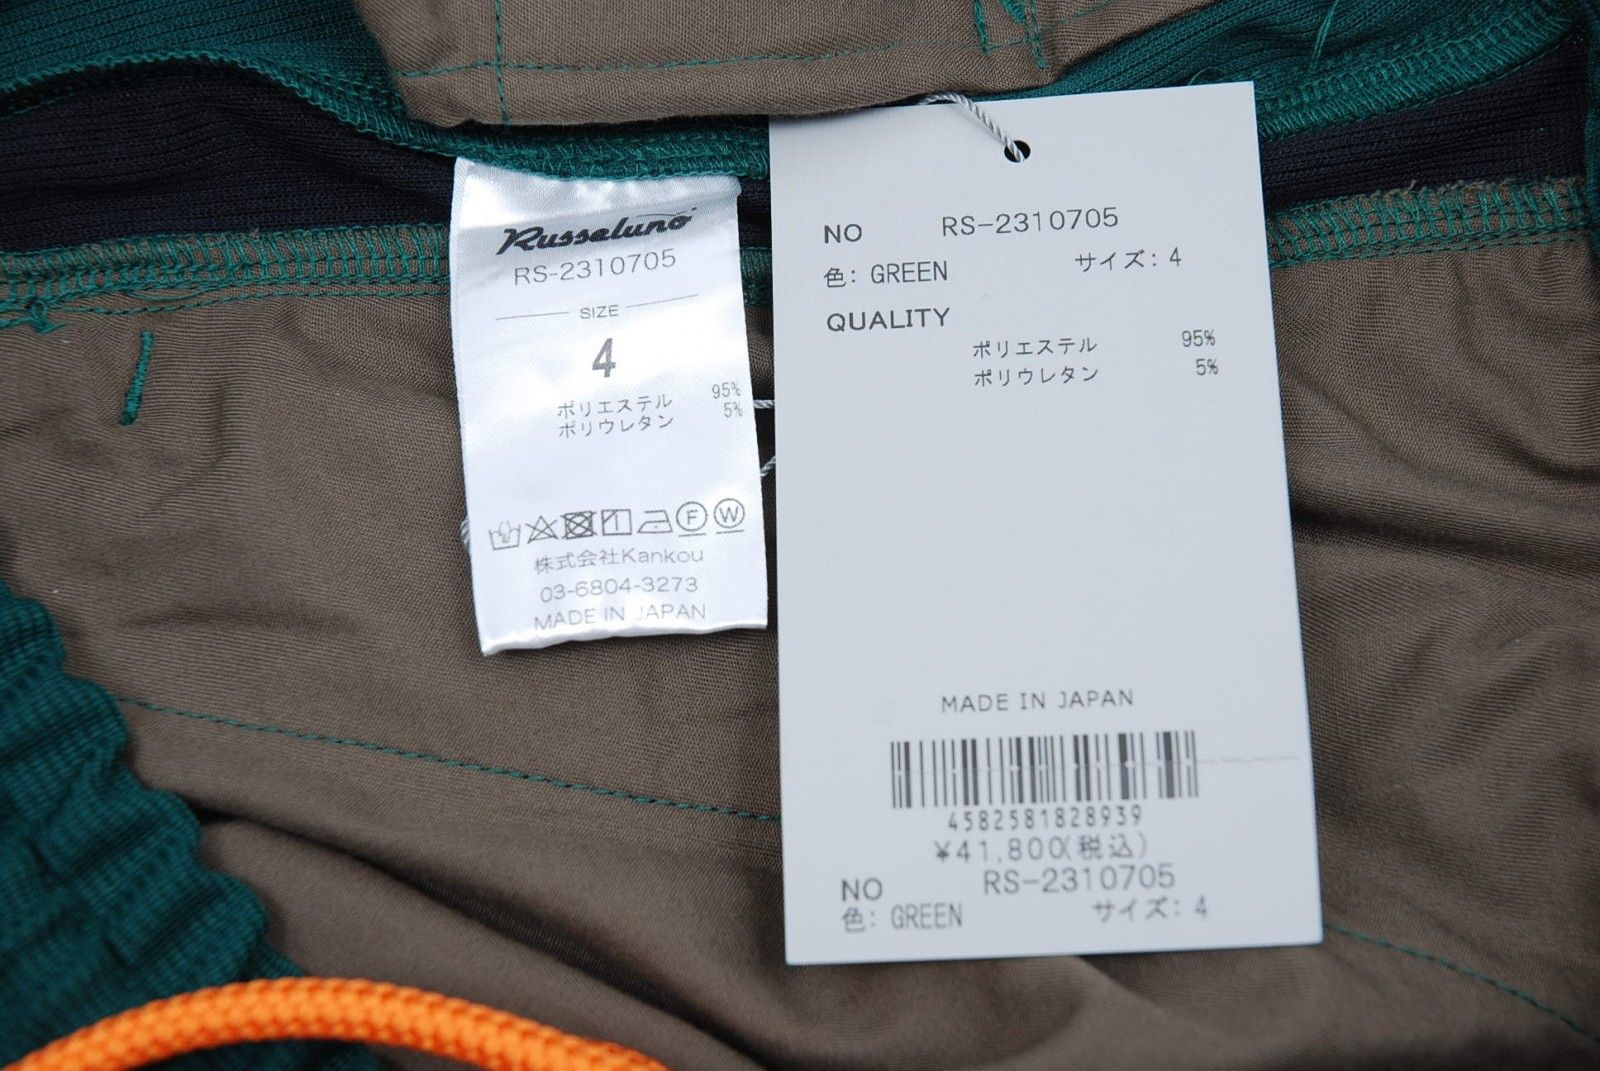 Russeluno
RS-2310705
SIZE
4
ポリエステル 95%
ポリウレタン 5%
F W
株式会社Kankou
03-6804-3273
MADE IN JAPAN
NO RS-2310705
色: GREEN サイズ: 4
QUALITY
ポリエステル 95%
ポリウレタン 5%
MADE IN JAPAN
4582581828939
¥41,800(税込)
NO RS-2310705
色: GREEN サイズ: 4